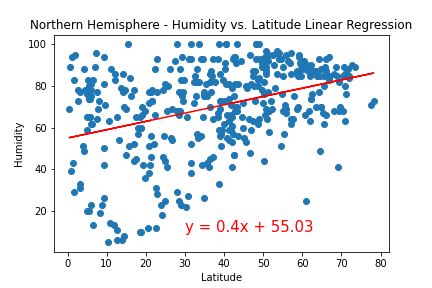 Northern Hemisphere - Humidity vs. Latitude Linear Regression
100
80
60
40
20
Humidity
y = 0.4x + 55.03
0 10 20 30 40 50 60 70 80
Latitude